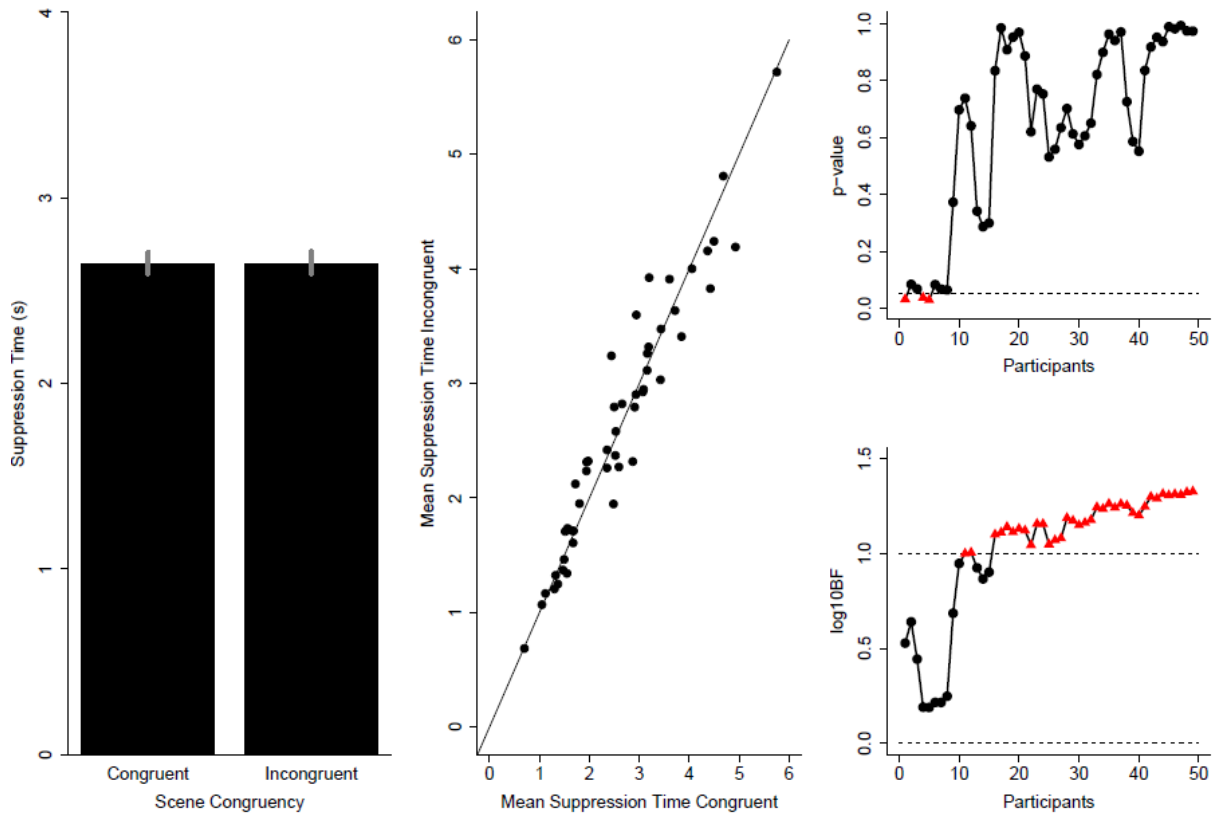 4
3
2
1
0
Suppression Time (s)
Congruent
Incongruent
Scene Congruency
6
5
4
3
2
1
0
Mean Suppression Time Incongruent
0 1 2 3 4 5 6
Mean Suppression Time Congruent
1.0
0.8
0.6
0.4
0.2
0.0
p−value
0 10 20 30 40 50
Participants
1.5
1.0
0.5
0.0
log10BF
0 10 20 30 40 50
Participants